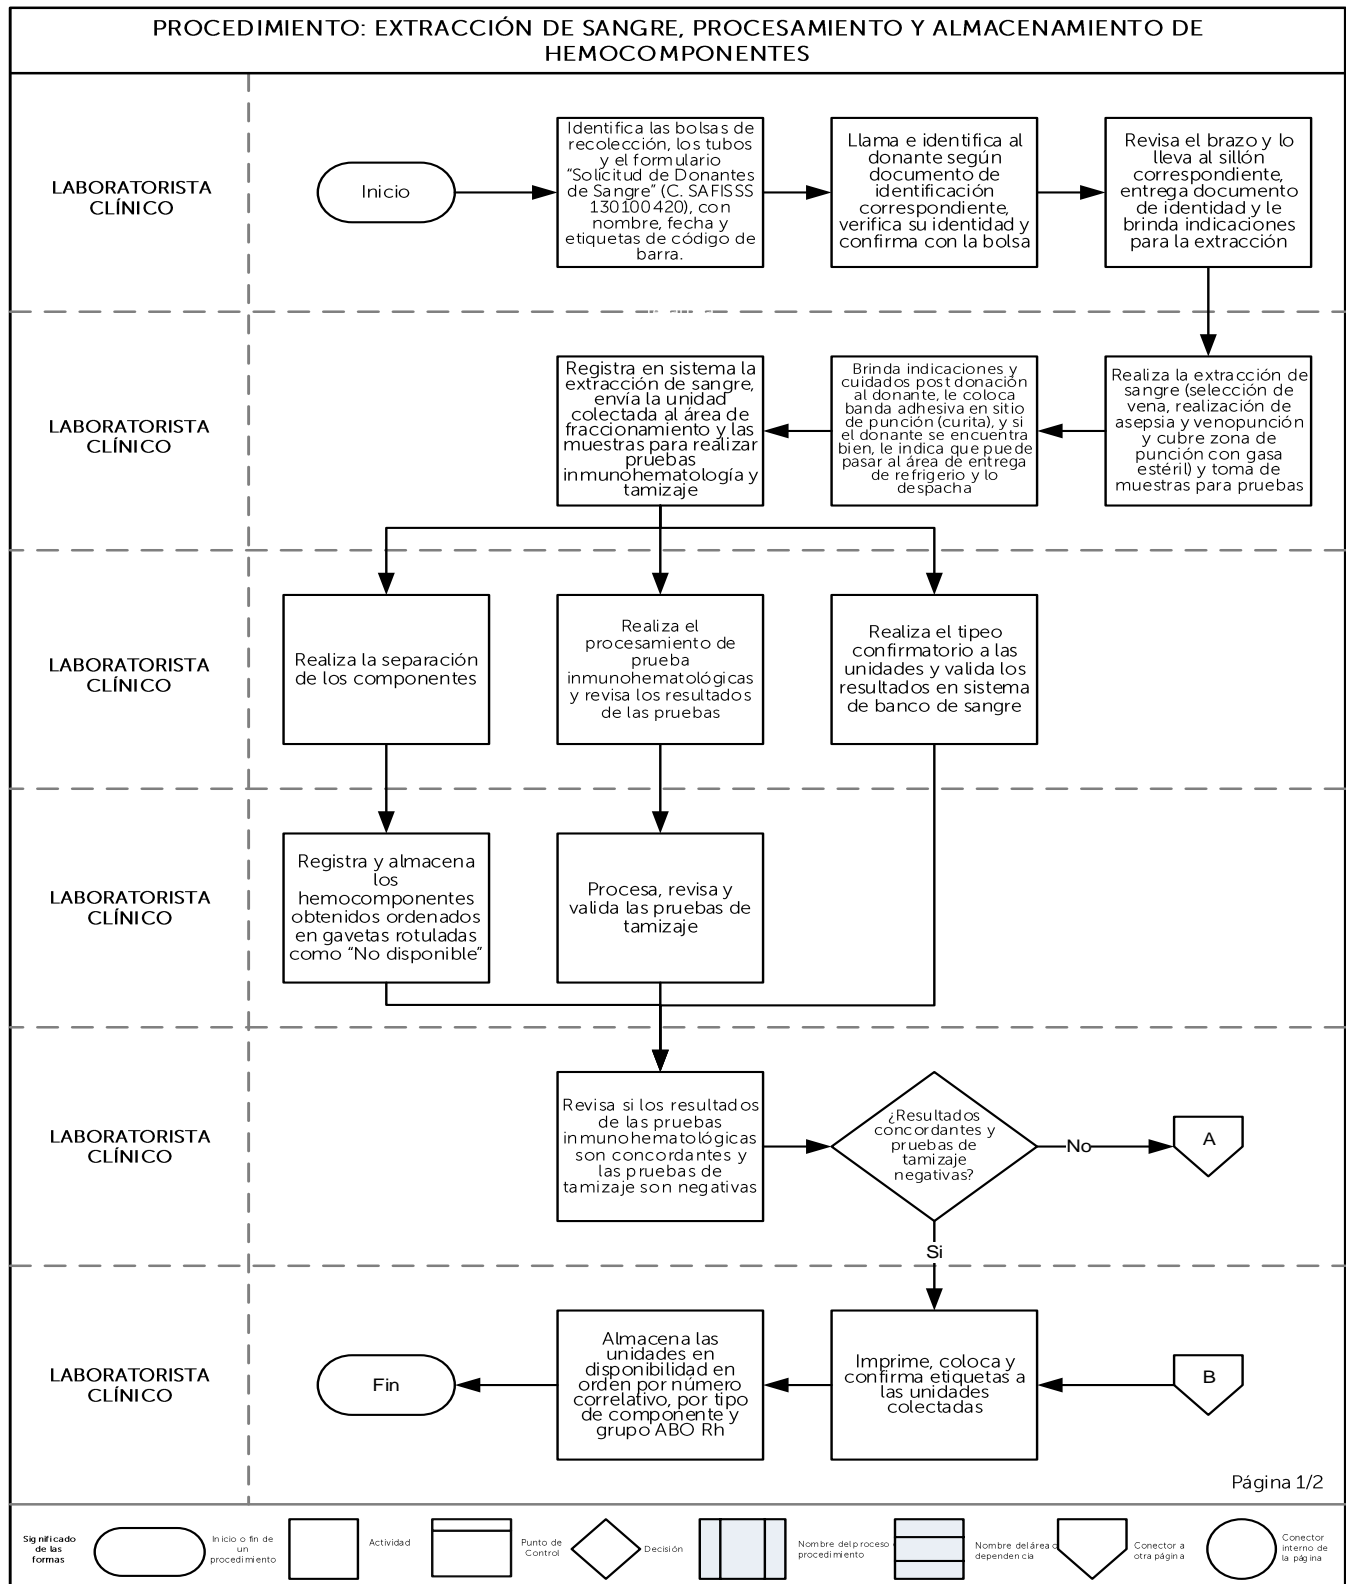 PROCEDIMIENTO: EXTRACCIÓN DE SANGRE, PROCESAMIENTO Y ALMACENAMIENTO DE
HEMOCOMPONENTES
LABORATORISTA
CLÍNICO
Inicio
Identifica las bolsas de
recolección, los tubos
y el formulario
“Solicitud de Donantes
de Sangre” (C. SAFISSS
130100420), con
nombre, fecha y
etiquetas de código de
barra.
Llama e identifica al
donante según
documento de
identificación
correspondiente,
verifica su identidad y
confirma con la bolsa
Revisa el brazo y lo
lleva al sillón
correspondiente,
entrega documento
de identidad y le
brinda indicaciones
para la extracción
LABORATORISTA
CLÍNICO
Registra en sistema la
extracción de sangre,
envía la unidad
colectada al área de
fraccionamiento y las
muestras para realizar
pruebas
inmunohematología y
tamizaje
Brinda indicaciones y
cuidados post donación
al donante, le coloca
banda adhesiva en sitio
de punción (curita), y si
el donante se encuentra
bien, le indica que puede
pasar al área de entrega
de refrigerio y lo
despacha
Realiza la extracción de
sangre (selección de
vena, realización de
asepsia y venopunción
y cubre zona de
punción con gasa
estéril) y toma de
muestras para pruebas
LABORATORISTA
CLÍNICO
Realiza la separación
de los componentes
Realiza el
procesamiento de
prueba
inmunohematológicas
y revisa los resultados
de las pruebas
Realiza el tipeo
confirmatorio a las
unidades y valida los
resultados en sistema
de banco de sangre
LABORATORISTA
CLÍNICO
Registra y almacena
los
hemocomponentes
obtenidos ordenados
en gavetas rotuladas
como “No disponible”
Procesa, revisa y
valida las pruebas de
tamizaje
LABORATORISTA
CLÍNICO
Revisa si los resultados
de las pruebas
inmunohematológicas
son concordantes y
las pruebas de
tamizaje son negativas
¿Resultados
concordantes y
pruebas de
tamizaje
negativas?
No
A
Si
LABORATORISTA
CLÍNICO
Fin
Almacena las
unidades en
disponibilidad en
orden por número
correlativo, por tipo
de componente y
grupo ABO Rh
Imprime, coloca y
confirma etiquetas a
las unidades
colectadas
B
Página 1/2
Significado
de las
formas
Inicio o fin de
un
procedimiento
Actividad
Punto de
Control
Decisión
Nombre del proceso
procedimiento
Nombre del área o
dependencia
Conector a
otra página
Conector
interno de
la página